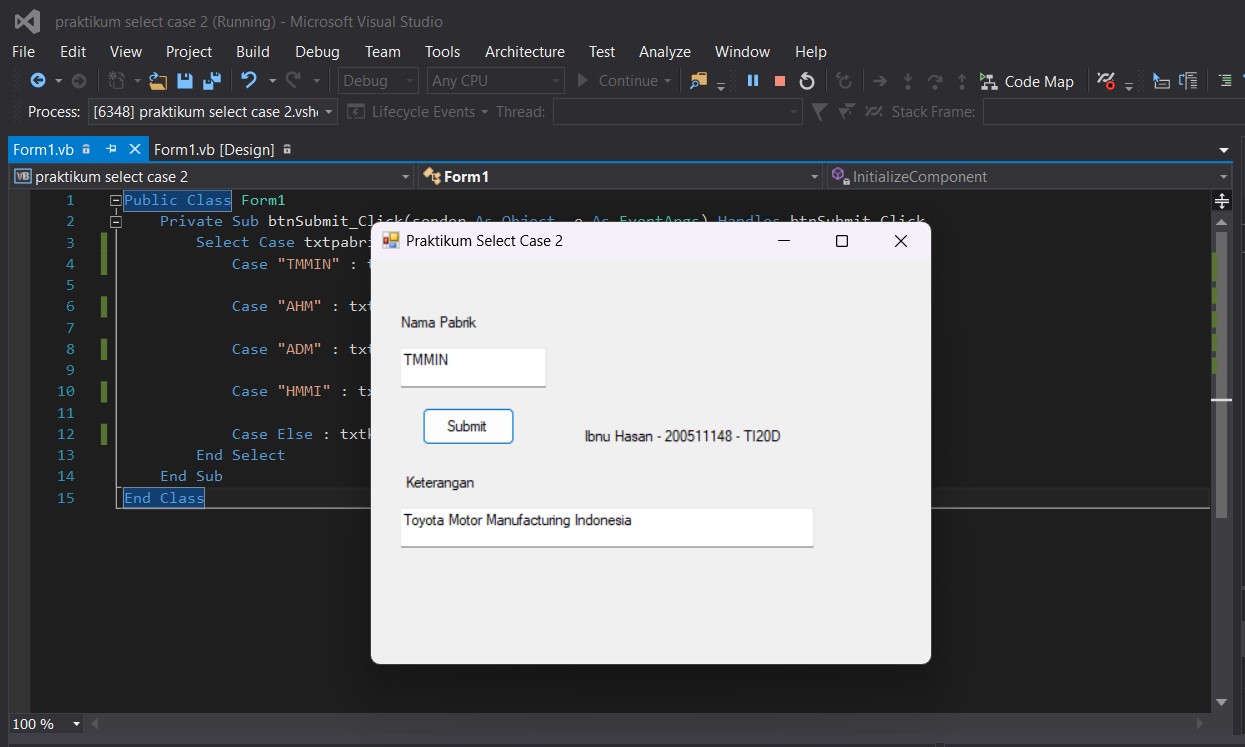 praktikum select case 2 (Running) - Microsoft Visual Studio
File Edit View Project Build Debug Team Tools Architecture Test Analyze Window Help
Debug Any CPU Continue Code Map
Process: [6348] praktikum select case 2.vsh Lifecycle Events Thread: Stack Frame:
Form1.vb Form1.vb [Design]
VB praktikum select case 2 Form1 InitializeComponent
1 Public Class Form1
2 Private Sub btnSubmit_Click(sender As Object, e As EventArgs) Handles btnSubmit.Click
3 Select Case txtpabri
4 Case "TMMIN" : t
5
6 Case "AHM" : txt
7
8 Case "ADM" : txt
9
10 Case "HMMI" : tx
11
12 Case Else : txtk
13 End Select
14 End Sub
15 End Class
Praktikum Select Case 2
Nama Pabrik
TMMIN
Submit
Ibnu Hasan - 200511148 - TI20D
Keterangan
Toyota Motor Manufacturing Indonesia
100 %